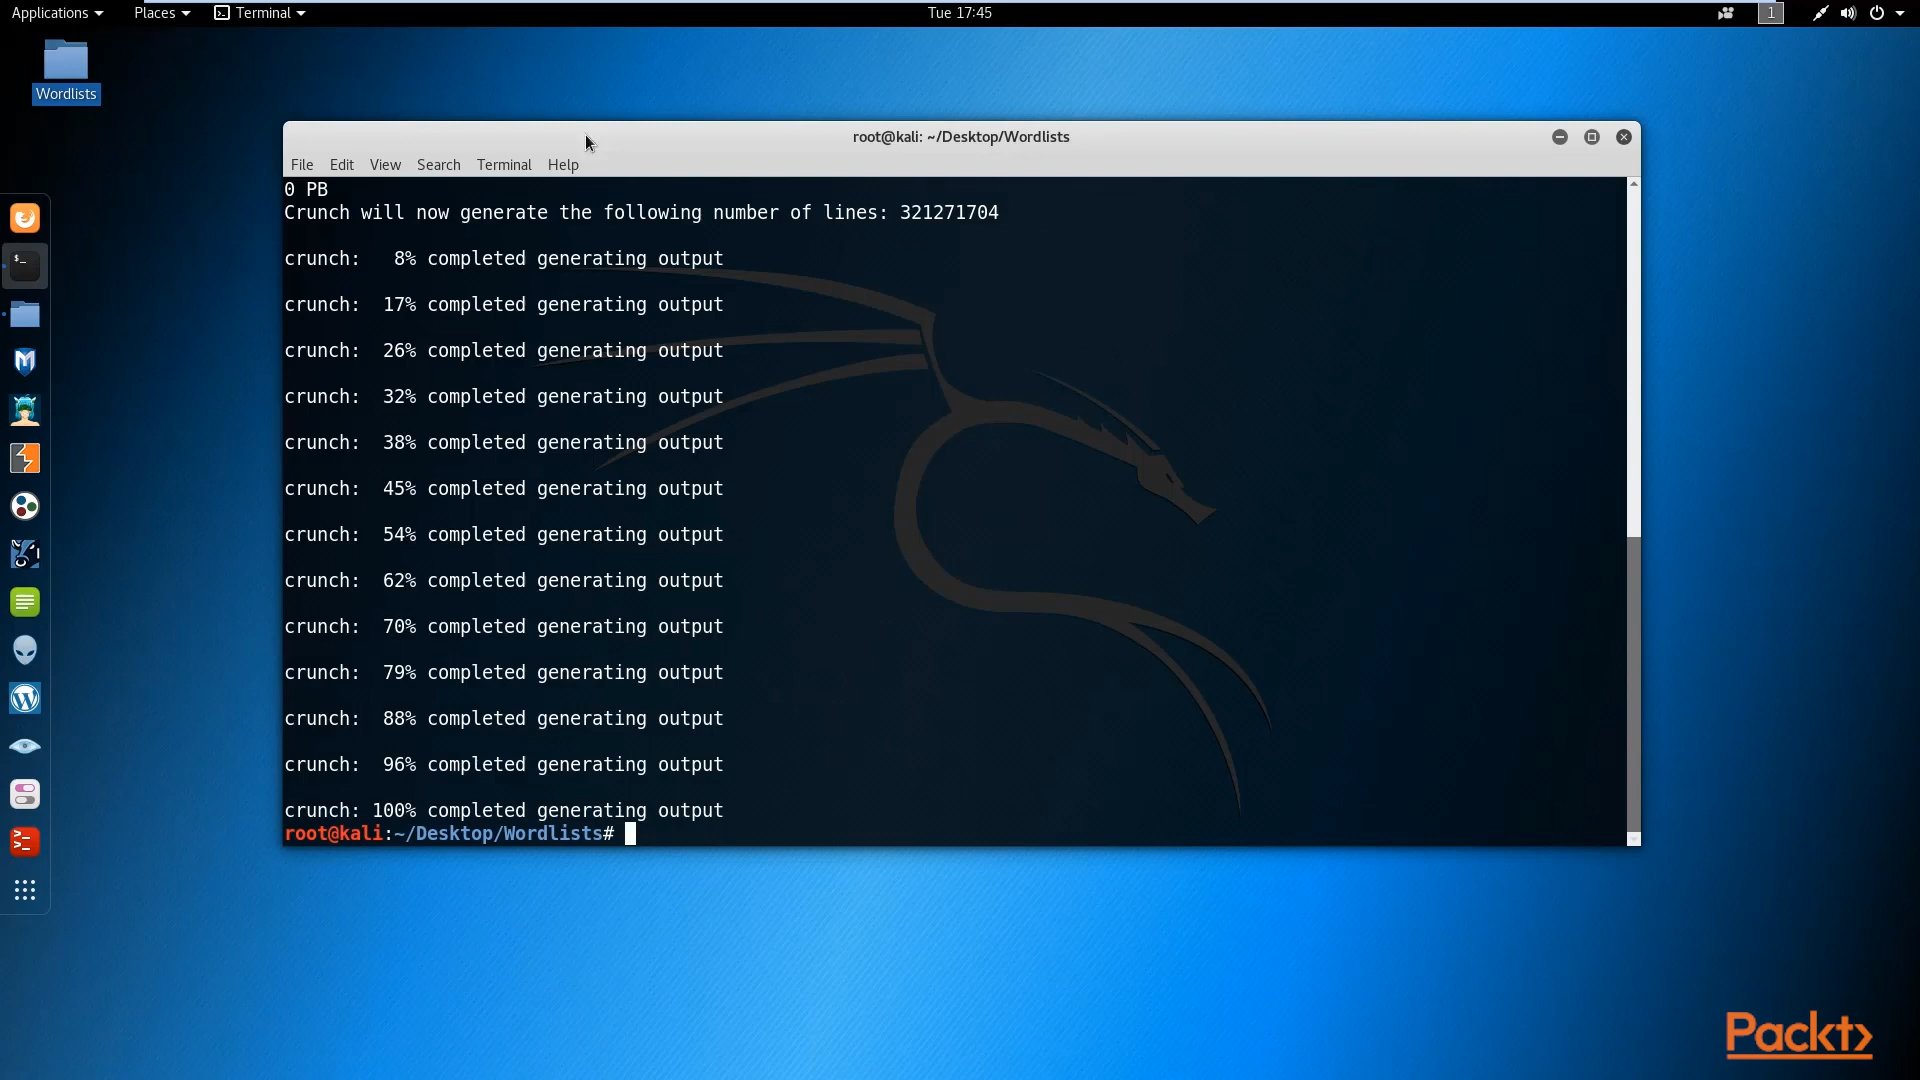 Applications Places Terminal Tue 17:45 1
Wordlists
root@kali: ~/Desktop/Wordlists
File Edit View Search Terminal Help
0 PB
Crunch will now generate the following number of lines: 321271704
crunch:   8% completed generating output
crunch:  17% completed generating output
crunch:  26% completed generating output
crunch:  32% completed generating output
crunch:  38% completed generating output
crunch:  45% completed generating output
crunch:  54% completed generating output
crunch:  62% completed generating output
crunch:  70% completed generating output
crunch:  79% completed generating output
crunch:  88% completed generating output
crunch:  96% completed generating output
crunch: 100% completed generating output
root@kali:~/Desktop/Wordlists#
Packt>